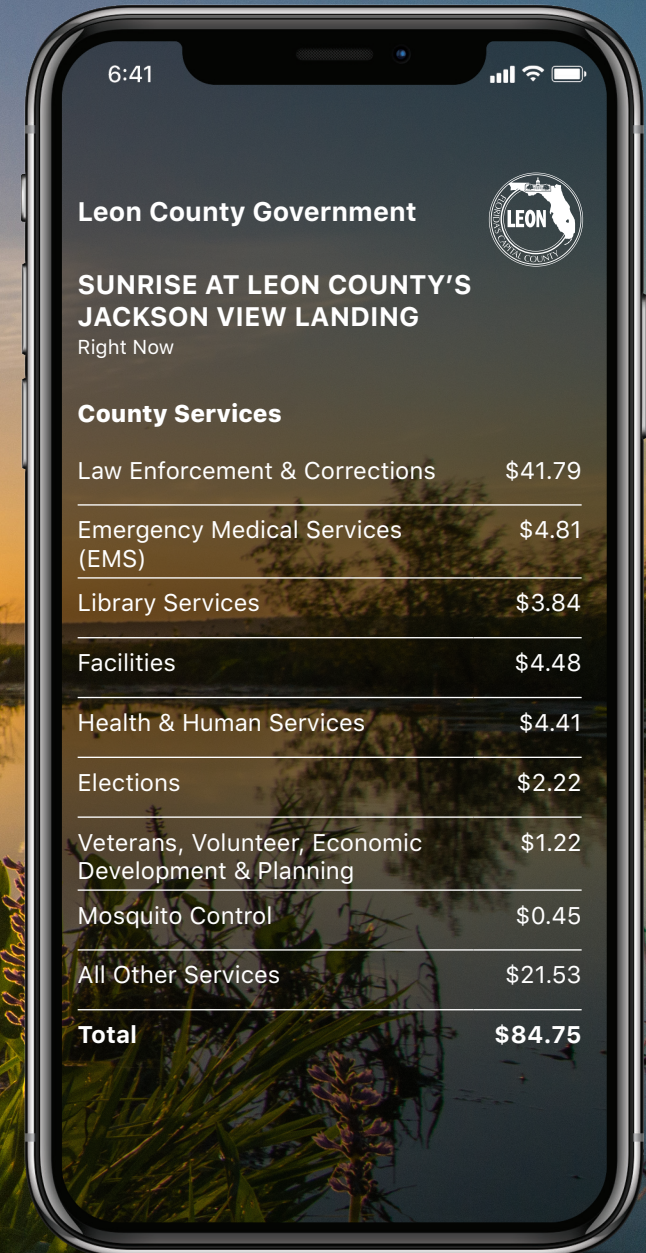 6:41
Leon County Government
LEON
FLORIDA'S CAPITAL COUNTY
SUNRISE AT LEON COUNTY’S
JACKSON VIEW LANDING
Right Now
County Services
Law Enforcement & Corrections $41.79
Emergency Medical Services $4.81
(EMS)
Library Services $3.84
Facilities $4.48
Health & Human Services $4.41
Elections $2.22
Veterans, Volunteer, Economic $1.22
Development & Planning
Mosquito Control $0.45
All Other Services $21.53
Total $84.75